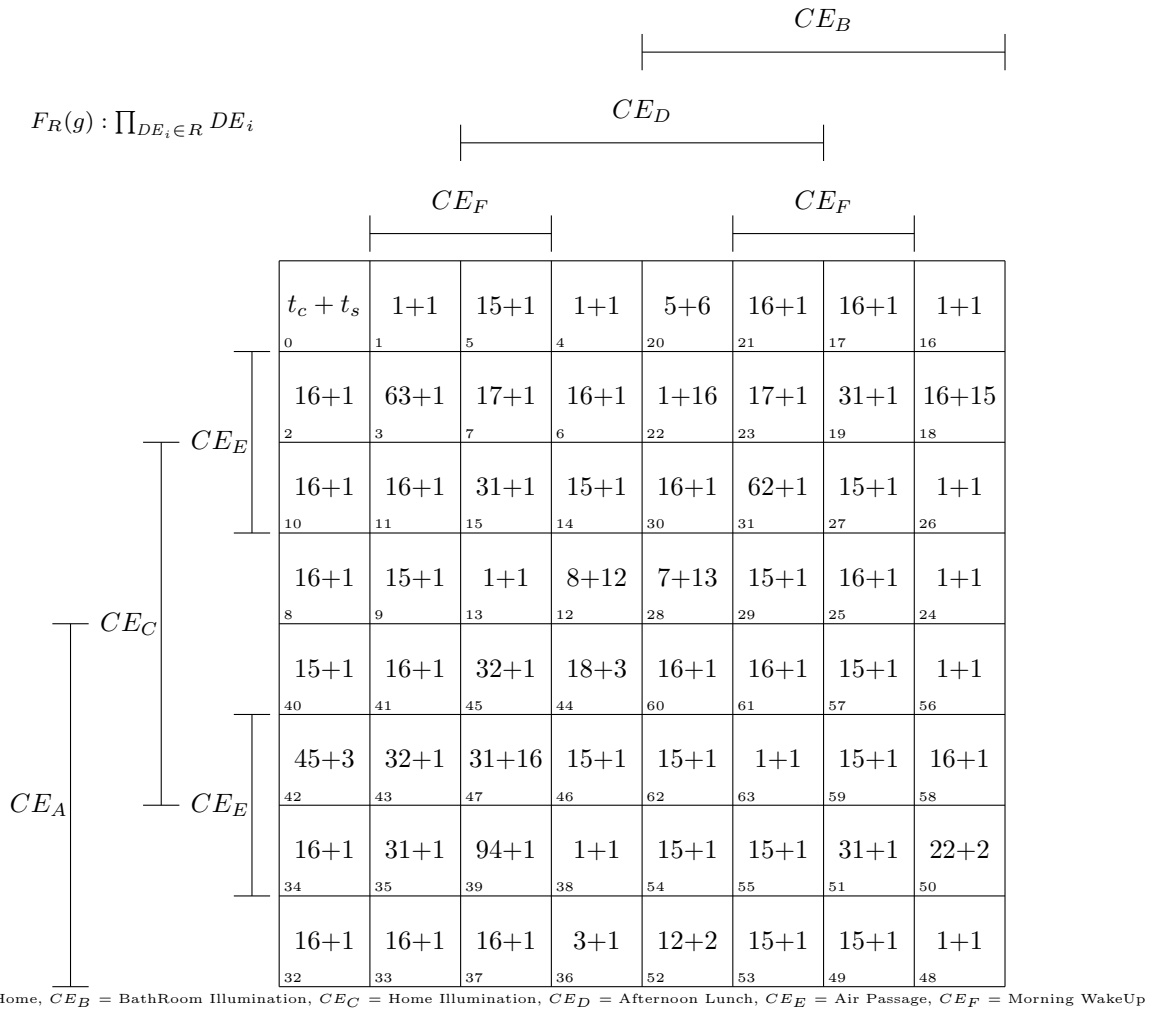 CE_B
CE_D
F_R(g) : ∏_{DE_i∈R} DE_i
CE_F CE_F
t_c + t_s 1+1 15+1 1+1 5+6 16+1 16+1 1+1
0 1 5 4 20 21 17 16
16+1 63+1 17+1 16+1 1+16 17+1 31+1 16+15
2 3 7 6 22 23 19 18
CE_E
16+1 16+1 31+1 15+1 16+1 62+1 15+1 1+1
10 11 15 14 30 31 27 26
16+1 15+1 1+1 8+12 7+13 15+1 16+1 1+1
8 9 13 12 28 29 25 24
CE_C
15+1 16+1 32+1 18+3 16+1 16+1 15+1 1+1
40 41 45 44 60 61 57 56
45+3 32+1 31+16 15+1 15+1 1+1 15+1 16+1
42 43 47 46 62 63 59 58
CE_A CE_E
16+1 31+1 94+1 1+1 15+1 15+1 31+1 22+2
34 35 39 38 54 55 51 50
16+1 16+1 16+1 3+1 12+2 15+1 15+1 1+1
32 33 37 36 52 53 49 48
Home, CE_B = BathRoom Illumination, CE_C = Home Illumination, CE_D = Afternoon Lunch, CE_E = Air Passage, CE_F = Morning WakeUp